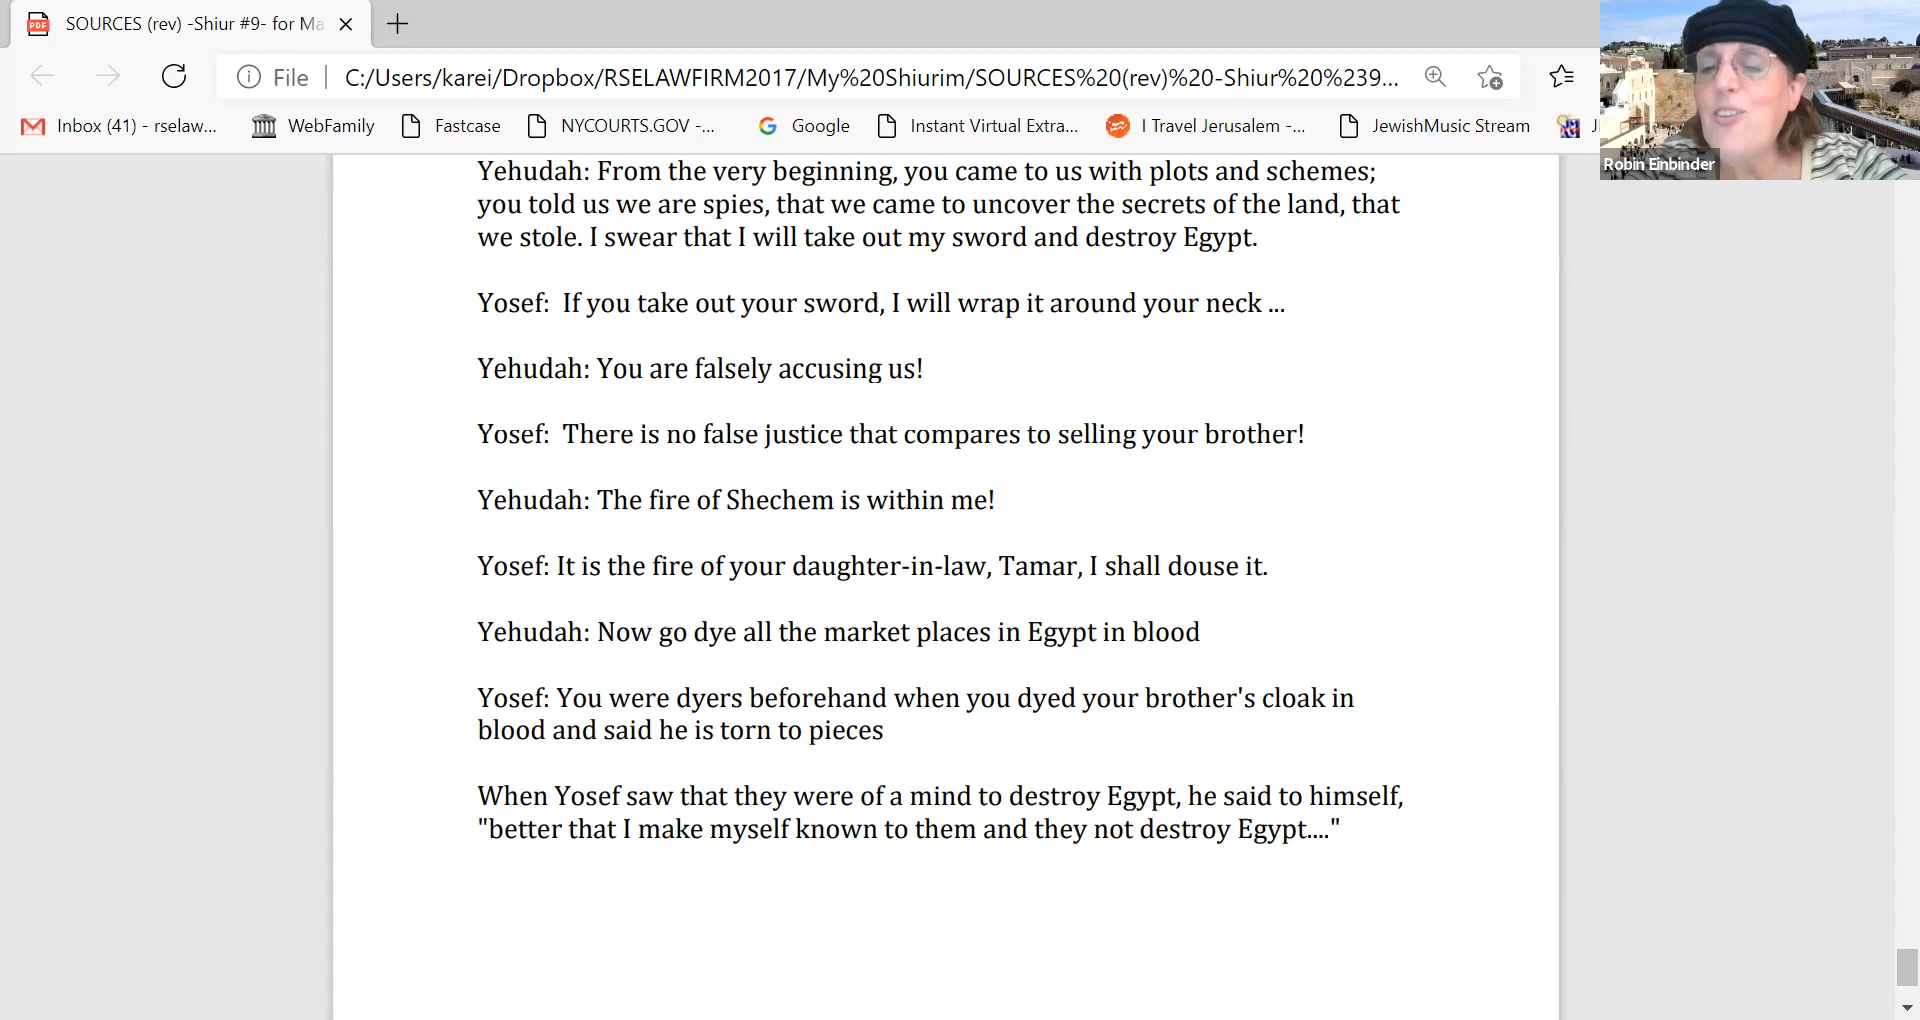 SOURCES (rev) -Shiur #9- for Ma
File
C:/Users/karei/Dropbox/RSELAWFIRM2017/My%20Shiurim/SOURCES%20(rev)%20-Shiur%20%239...
Inbox (41) - rselaw...
WebFamily
Fastcase
NYCOURTS.GOV -...
Google
Instant Virtual Extra...
I Travel Jerusalem -...
JewishMusic Stream
Robin Einbinder
Yehudah: From the very beginning, you came to us with plots and schemes;
you told us we are spies, that we came to uncover the secrets of the land, that
we stole. I swear that I will take out my sword and destroy Egypt.
Yosef:  If you take out your sword, I will wrap it around your neck ...
Yehudah: You are falsely accusing us!
Yosef:  There is no false justice that compares to selling your brother!
Yehudah: The fire of Shechem is within me!
Yosef: It is the fire of your daughter-in-law, Tamar, I shall douse it.
Yehudah: Now go dye all the market places in Egypt in blood
Yosef: You were dyers beforehand when you dyed your brother's cloak in
blood and said he is torn to pieces
When Yosef saw that they were of a mind to destroy Egypt, he said to himself,
"better that I make myself known to them and they not destroy Egypt...."